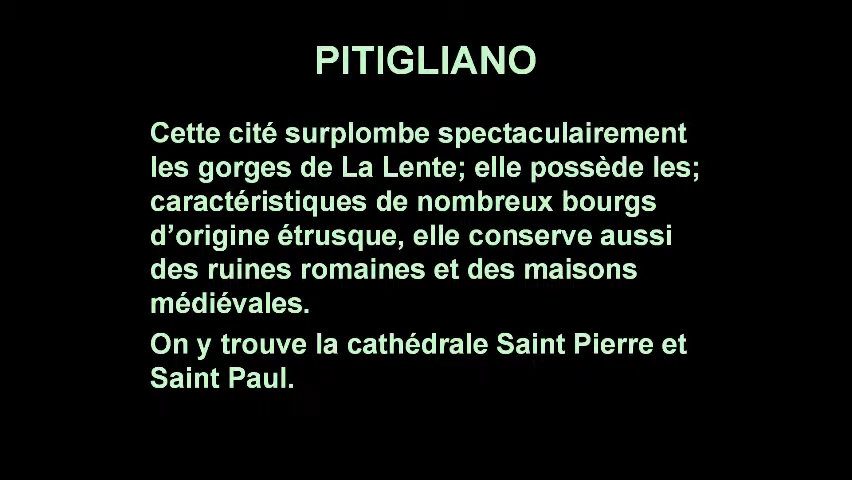 PITIGLIANO
Cette cité surplombe spectaculairement
les gorges de La Lente; elle possède les;
caractéristiques de nombreux bourgs
d’origine étrusque, elle conserve aussi
des ruines romaines et des maisons
médiévales.
On y trouve la cathédrale Saint Pierre et
Saint Paul.